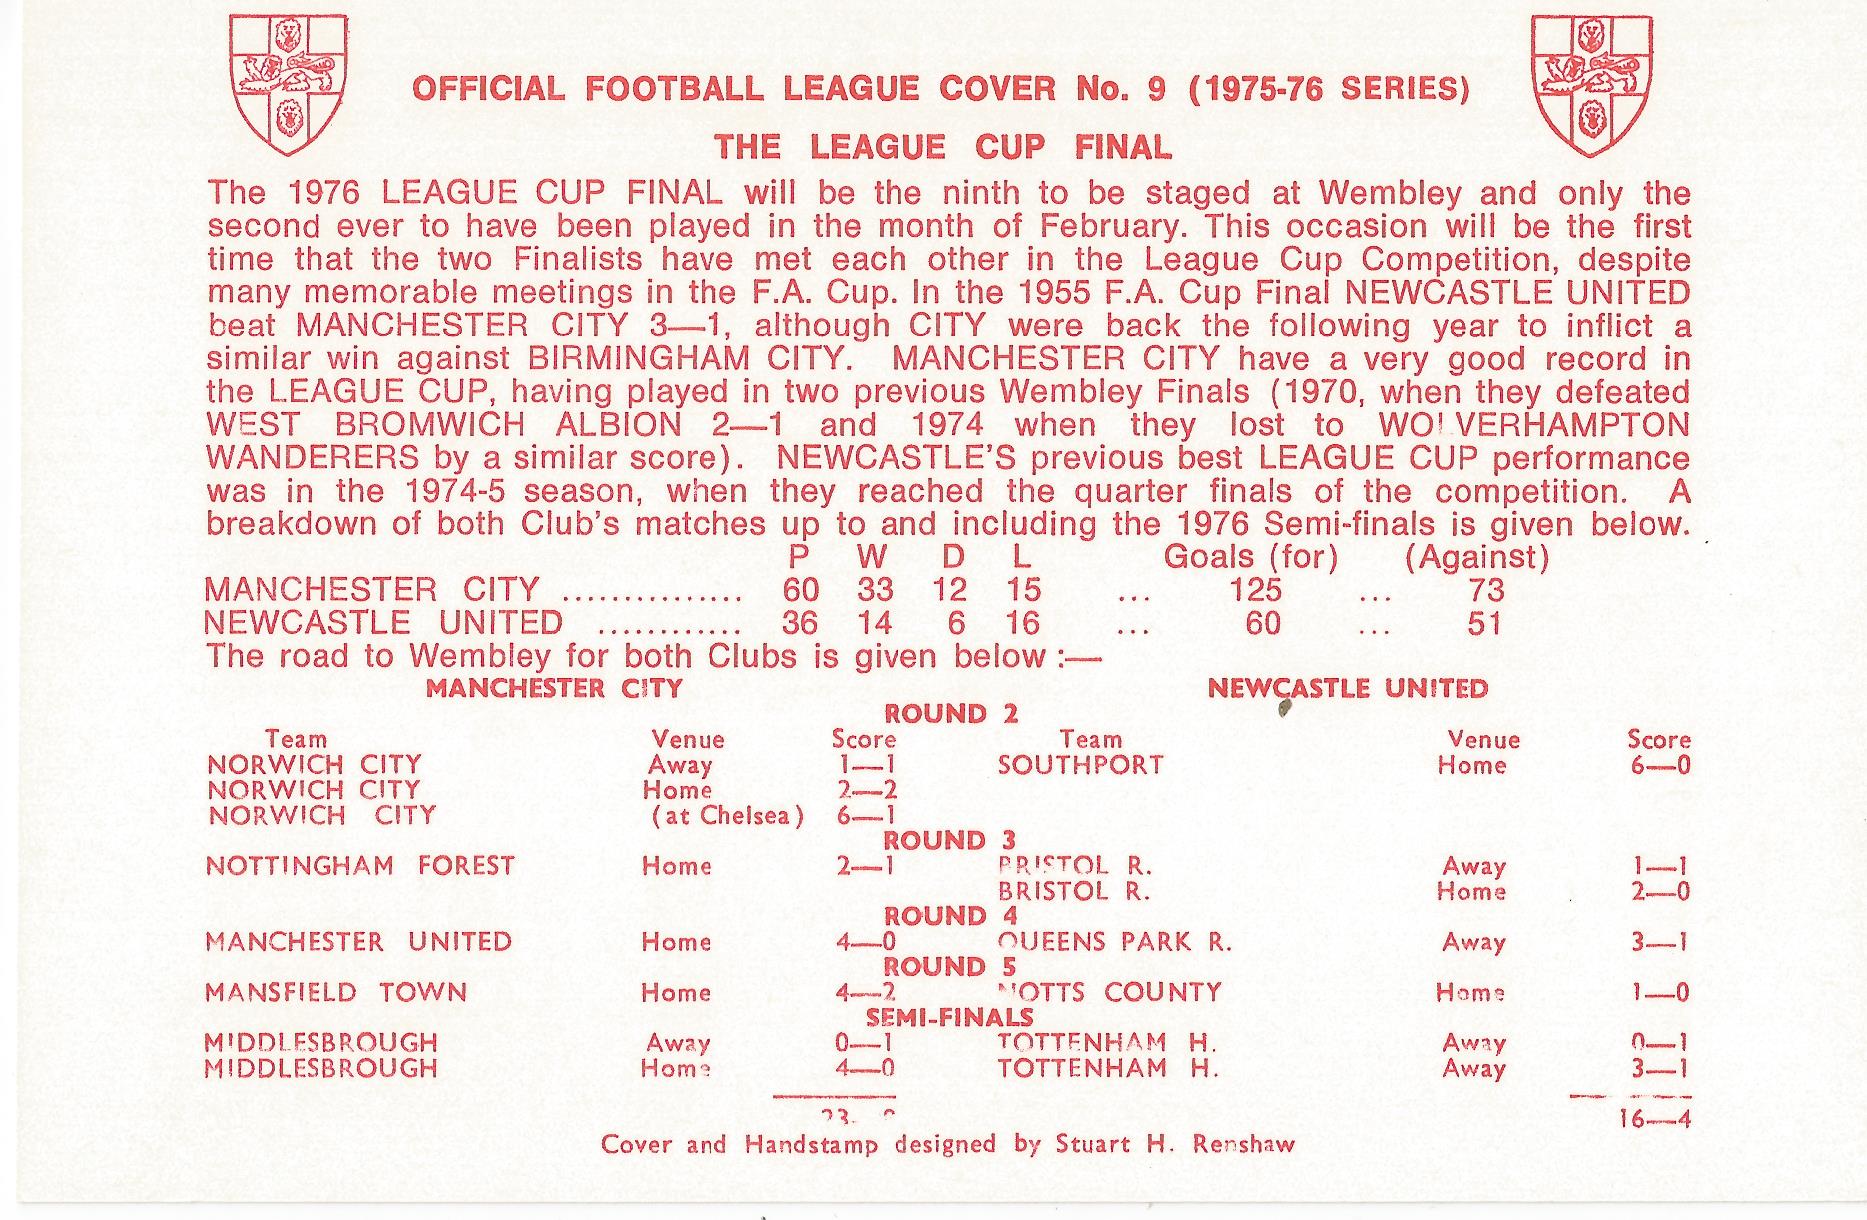 OFFICIAL FOOTBALL LEAGUE COVER No. 9 (1975-76 SERIES)
THE LEAGUE CUP FINAL
The 1976 LEAGUE CUP FINAL will be the ninth to be staged at Wembley and only the
second ever to have been played in the month of February. This occasion will be the first
time that the two Finalists have met each other in the League Cup Competition, despite
many memorable meetings in the F.A. Cup. In the 1955 F.A. Cup Final NEWCASTLE UNITED
beat MANCHESTER CITY 3—1, although CITY were back the following year to inflict a
similar win against BIRMINGHAM CITY. MANCHESTER CITY have a very good record in
the LEAGUE CUP, having played in two previous Wembley Finals (1970, when they defeated
WEST BROMWICH ALBION 2—1 and 1974 when they lost to WOLVERHAMPTON
WANDERERS by a similar score). NEWCASTLE'S previous best LEAGUE CUP performance
was in the 1974-5 season, when they reached the quarter finals of the competition. A
breakdown of both Club's matches up to and including the 1976 Semi-finals is given below.
P W D L Goals (for) (Against)
MANCHESTER CITY ............... 60 33 12 15 ... 125 ... 73
NEWCASTLE UNITED ............ 36 14 6 16 ... 60 ... 51
The road to Wembley for both Clubs is given below :—
MANCHESTER CITY NEWCASTLE UNITED
ROUND 2
Team Venue Score Team Venue Score
NORWICH CITY Away 1—1 SOUTHPORT Home 6—0
NORWICH CITY Home 2—2
NORWICH CITY (at Chelsea) 6—1
ROUND 3
NOTTINGHAM FOREST Home 2—1 BRISTOL R. Away 1—1
BRISTOL R. Home 2—0
ROUND 4
MANCHESTER UNITED Home 4—0 QUEENS PARK R. Away 3—1
ROUND 5
MANSFIELD TOWN Home 4—2 NOTTS COUNTY Home 1—0
SEMI-FINALS
MIDDLESBROUGH Away 0—1 TOTTENHAM H. Away 0—1
MIDDLESBROUGH Home 4—0 TOTTENHAM H. Away 3—1
16—4
Cover and Handstamp designed by Stuart H. Renshaw